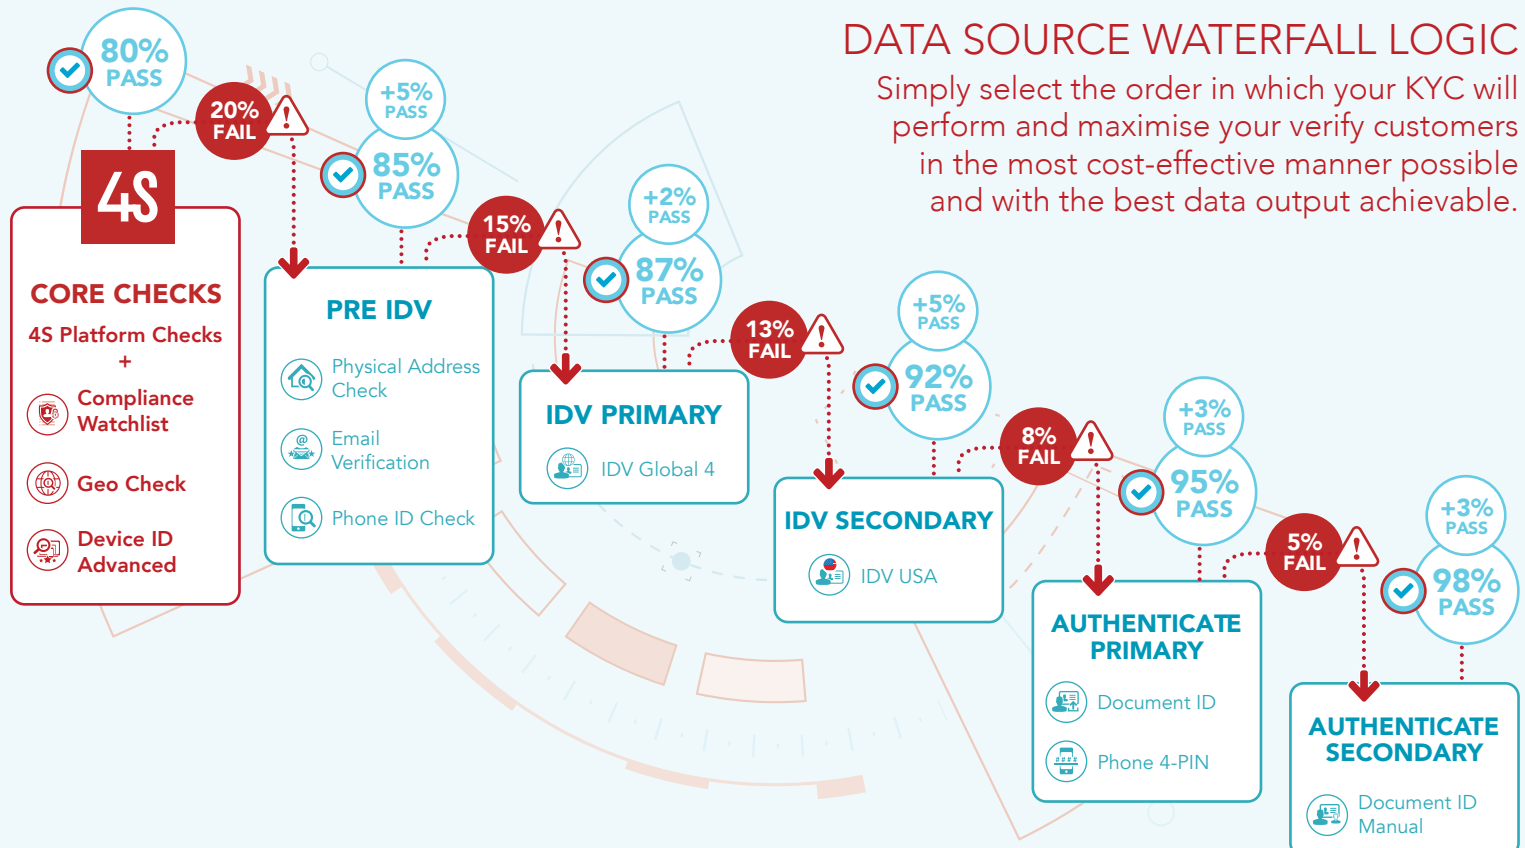 DATA SOURCE WATERFALL LOGIC
Simply select the order in which your KYC will
perform and maximise your verify customers
in the most cost-effective manner possible
and with the best data output achievable.
80%
PASS
20%
FAIL
4S
CORE CHECKS
4S Platform Checks
+
Compliance
Watchlist
Geo Check
Device ID
Advanced
+5%
PASS
85%
PASS
15%
FAIL
PRE IDV
Physical Address
Check
Email
Verification
Phone ID Check
+2%
PASS
87%
PASS
13%
FAIL
IDV PRIMARY
IDV Global 4
+5%
PASS
92%
PASS
8%
FAIL
IDV SECONDARY
IDV USA
+3%
PASS
95%
PASS
5%
FAIL
AUTHENTICATE
PRIMARY
Document ID
Phone 4-PIN
+3%
PASS
98%
PASS
AUTHENTICATE
SECONDARY
Document ID
Manual